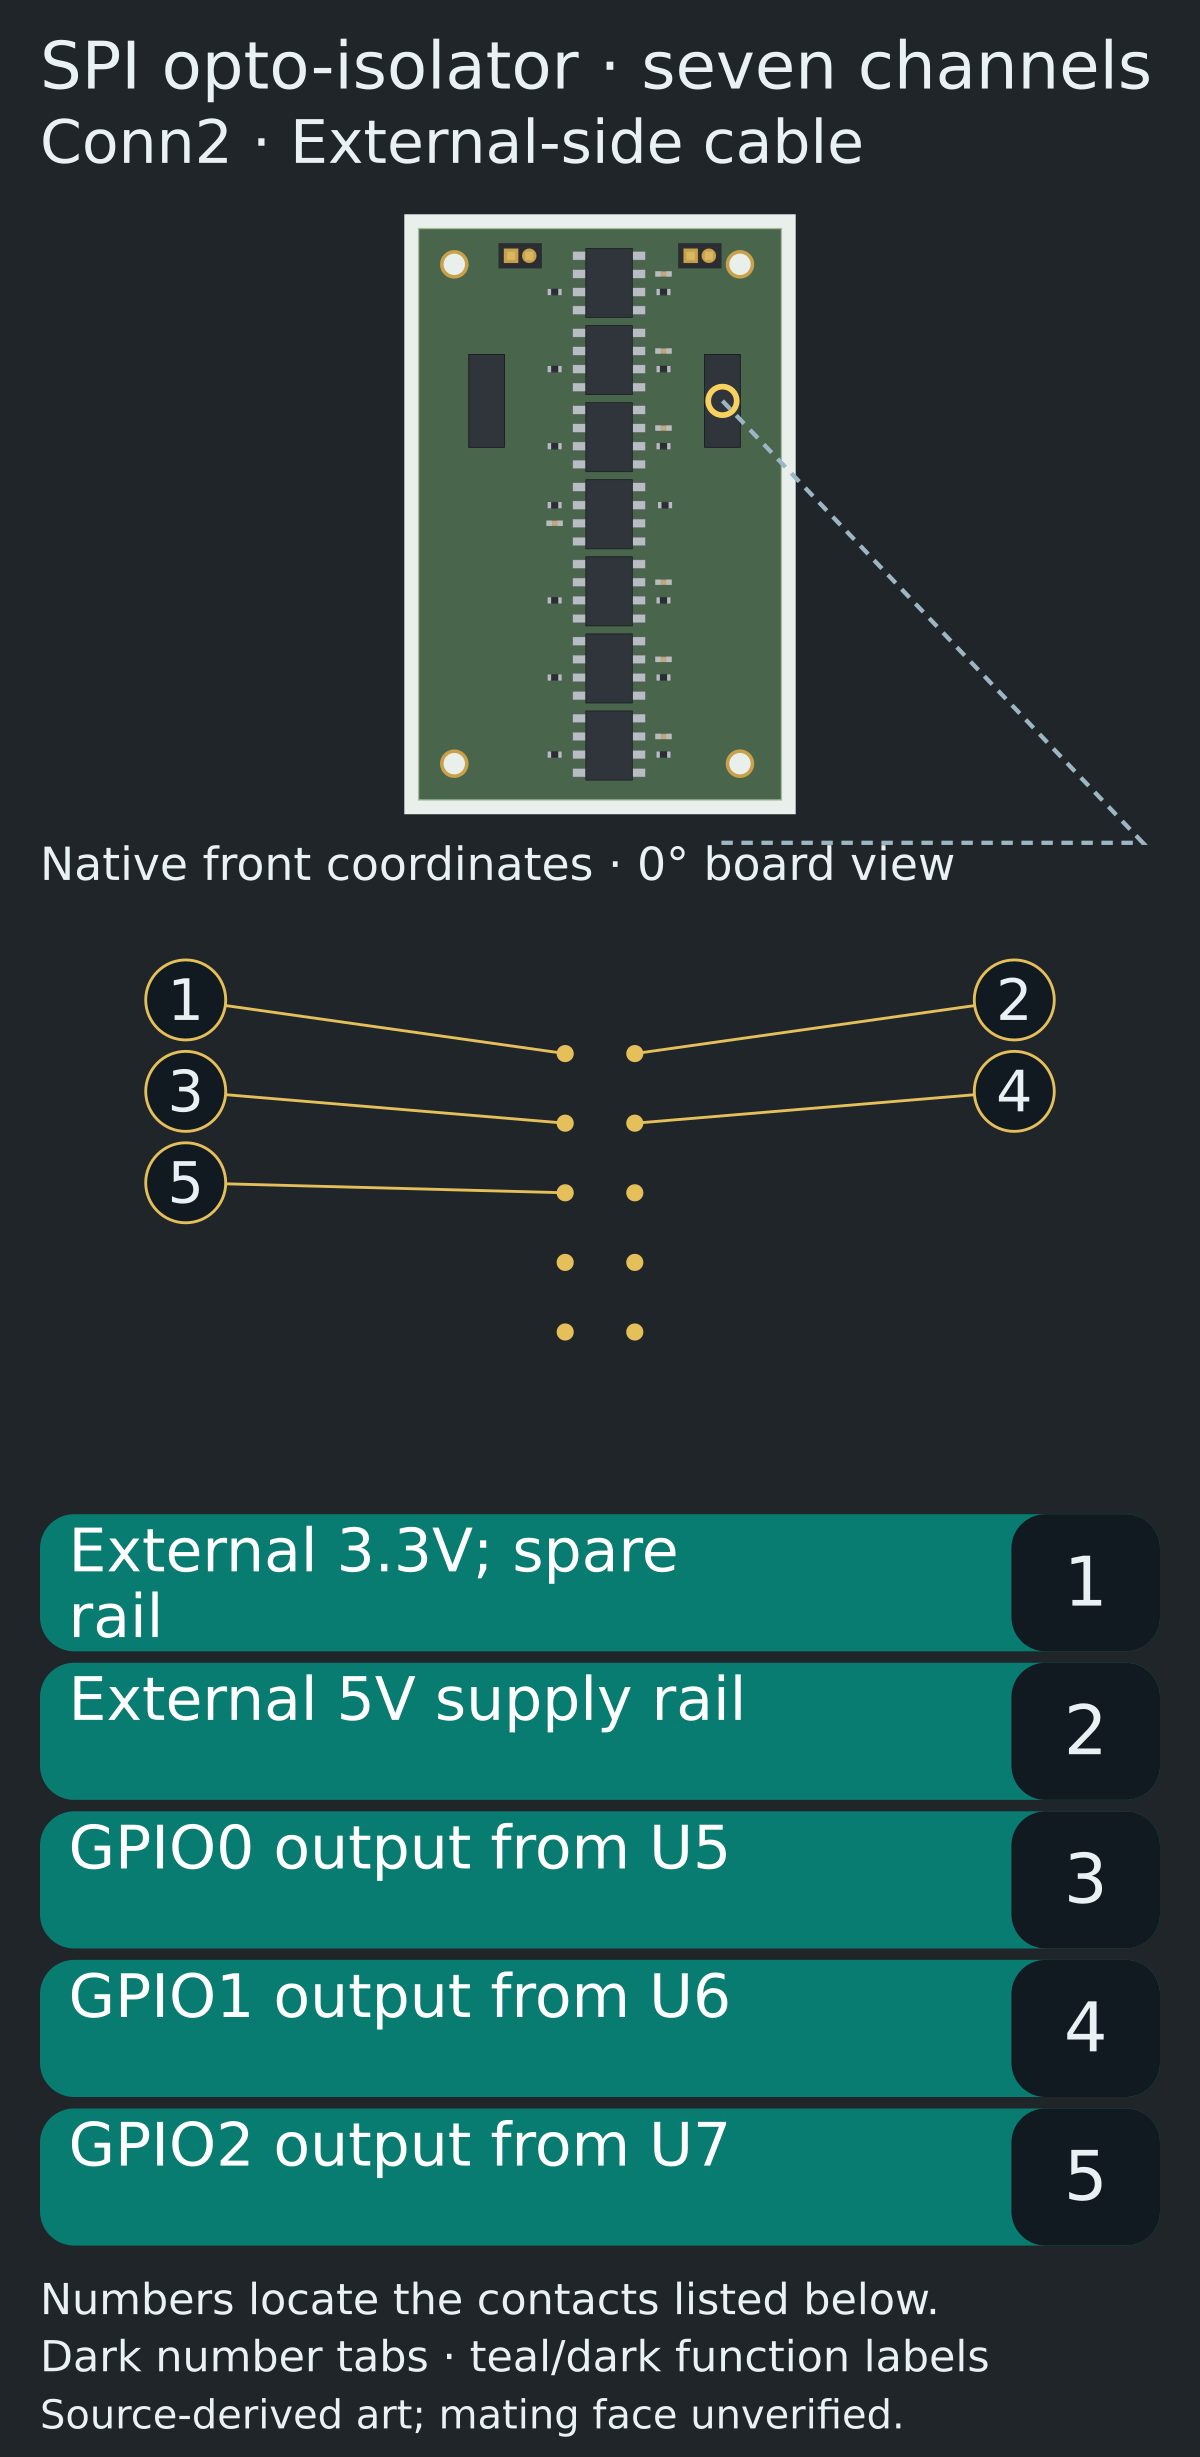 SPI opto-isolator · seven channels
Conn2 · External-side cable
Native front coordinates · 0° board view
1
2
3
4
5
External 3.3V; spare
rail
1
External 5V supply rail
2
GPIO0 output from U5
3
GPIO1 output from U6
4
GPIO2 output from U7
5
Numbers locate the contacts listed below.
Dark number tabs · teal/dark function labels
Source-derived art; mating face unverified.